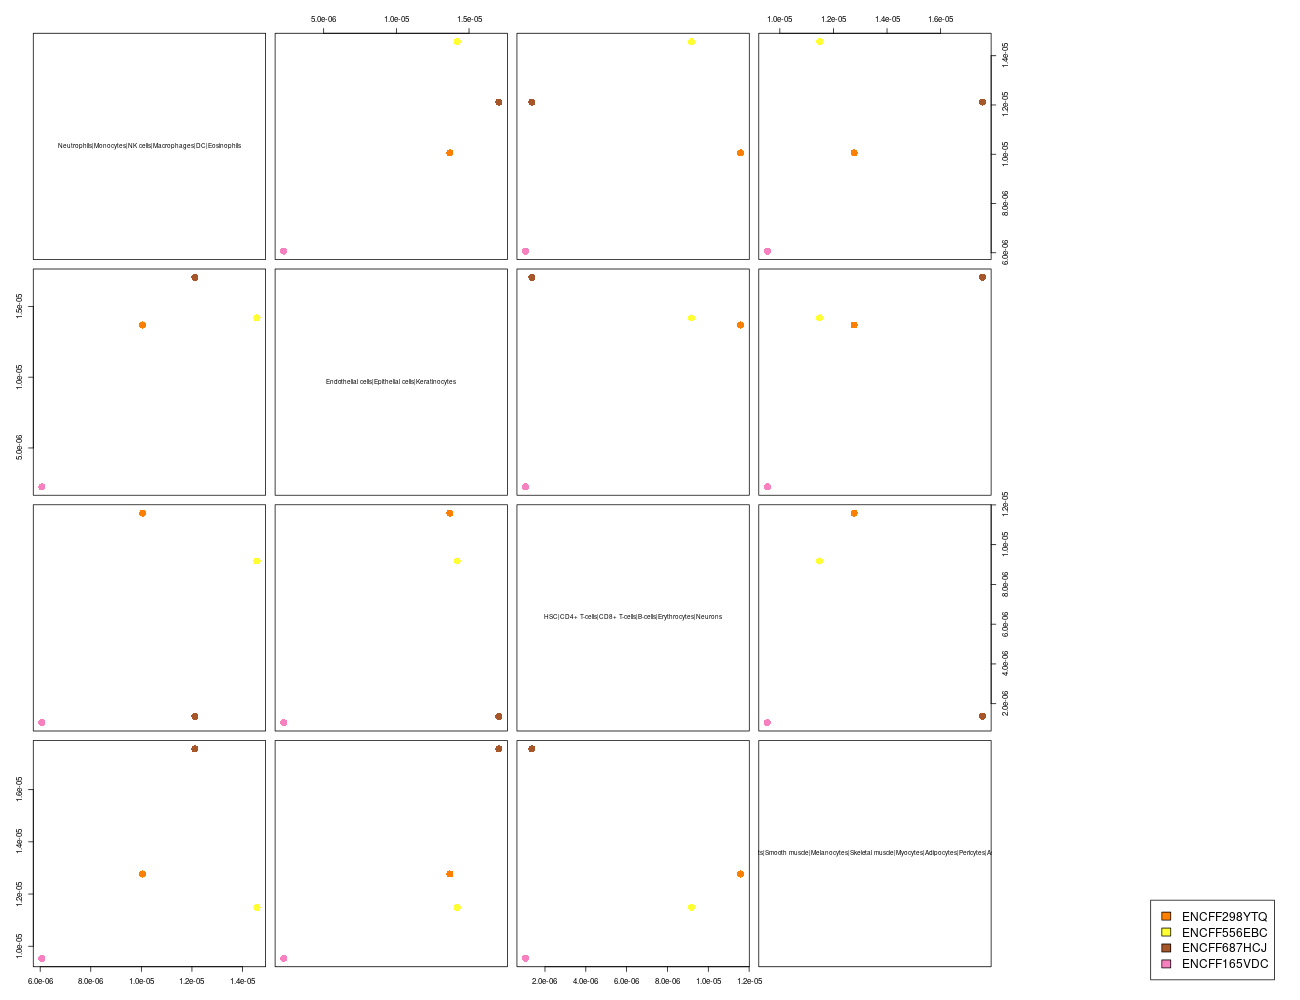 5.0e-06 1.0e-05 1.5e-05
1.0e-05 1.2e-05 1.4e-05 1.6e-05
Neutrophils|Monocytes|NK cells|Macrophages|DC|Eosinophils
6.0e-06 8.0e-06 1.0e-05 1.2e-05 1.4e-05
5.0e-06 1.0e-05 1.5e-05
Endothelial cells|Epithelial cells|Keratinocytes
HSC|CD4+ T-cells|CD8+ T-cells|B-cells|Erythrocytes|Neurons
2.0e-06 4.0e-06 6.0e-06 8.0e-06 1.0e-05 1.2e-05
1.0e-05 1.2e-05 1.4e-05 1.6e-05
ts|Smooth muscle|Melanocytes|Skeletal muscle|Myocytes|Adipocytes|Pericytes|A
6.0e-06 8.0e-06 1.0e-05 1.2e-05 1.4e-05
2.0e-06 4.0e-06 6.0e-06 8.0e-06 1.0e-05 1.2e-05
ENCFF298YTQ
ENCFF556EBC
ENCFF687HCJ
ENCFF165VDC